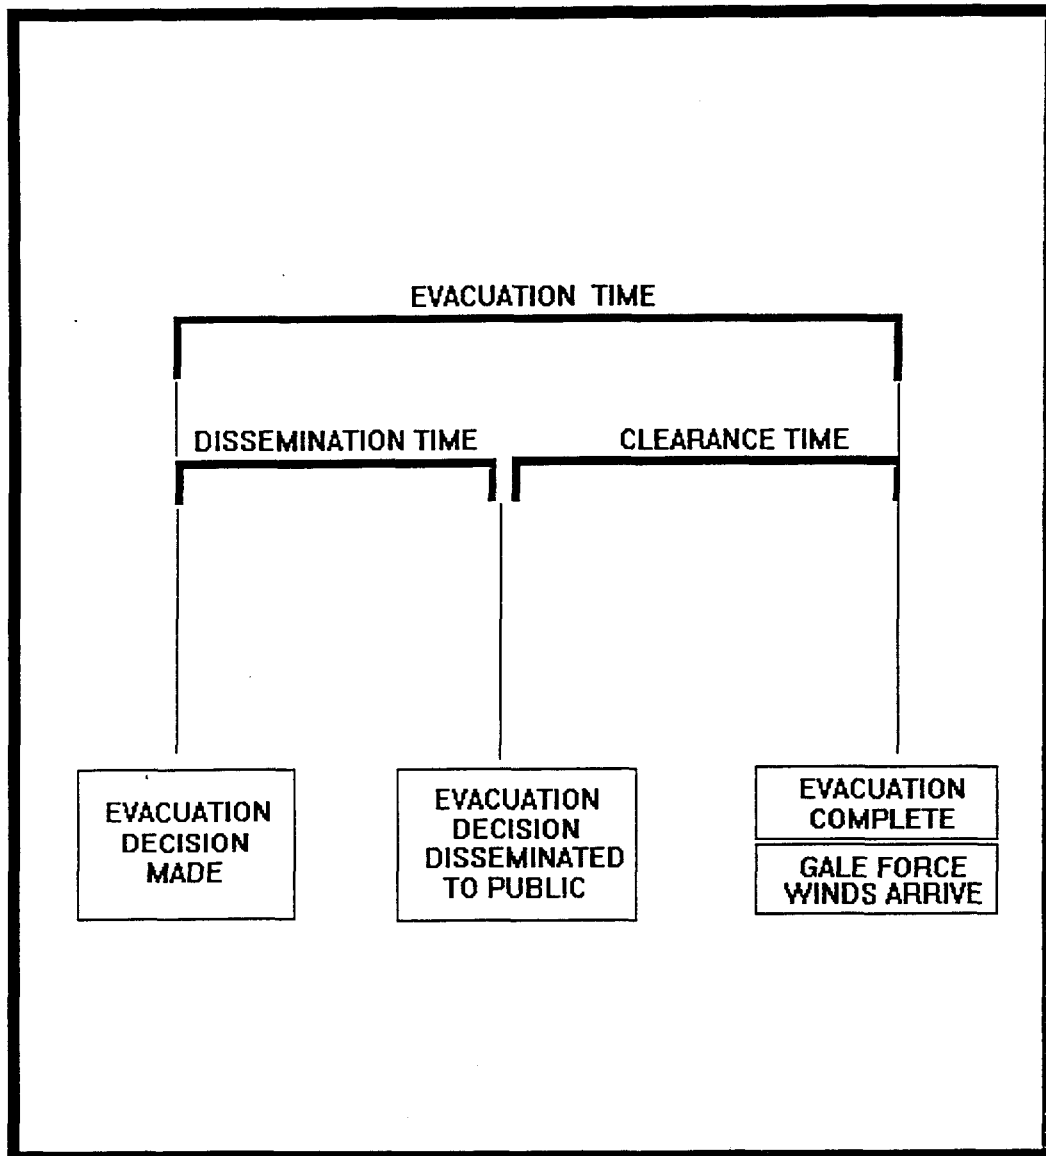 EVACUATION TIME
DISSEMINATION TIME
CLEARANCE TIME
EVACUATION
DECISION
MADE
EVACUATION
DECISION
DISSEMINATED
TO PUBLIC
EVACUATION
COMPLETE
GALE FORCE
WINDS ARRIVE